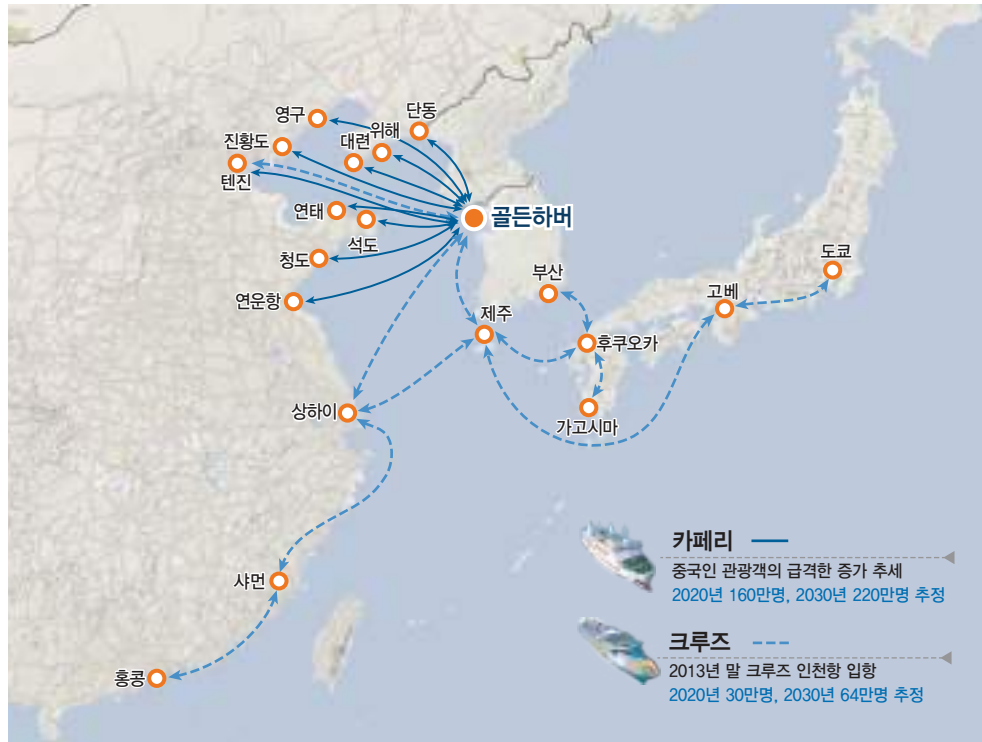 단동
영구
위해
대련
진황도
텐진
연태
석도
골든하버
청도
연운항
부산
도쿄
고베
제주
후쿠오카
상하이
가고시마
샤먼
홍콩
카페리
중국인 관광객의 급격한 증가 추세
2020년 160만명, 2030년 220만명 추정
크루즈
2013년 말 크루즈 인천항 입항
2020년 30만명, 2030년 64만명 추정